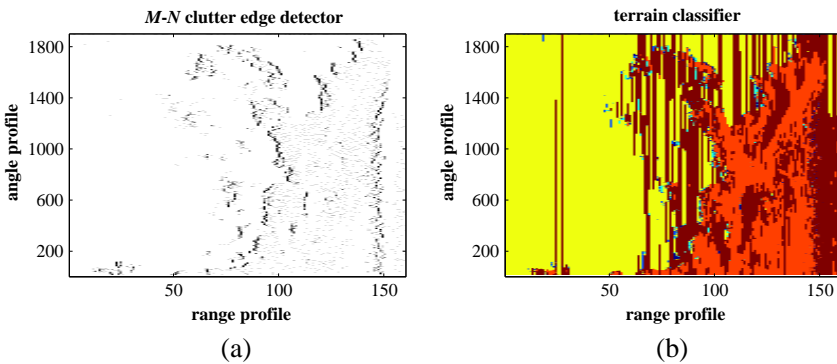 M-N clutter edge detector
1800
1400
1000
600
200
angle profile
50
100
150
range profile
(a)
terrain classifier
1800
1400
1000
600
200
angle profile
50
100
150
range profile
(b)